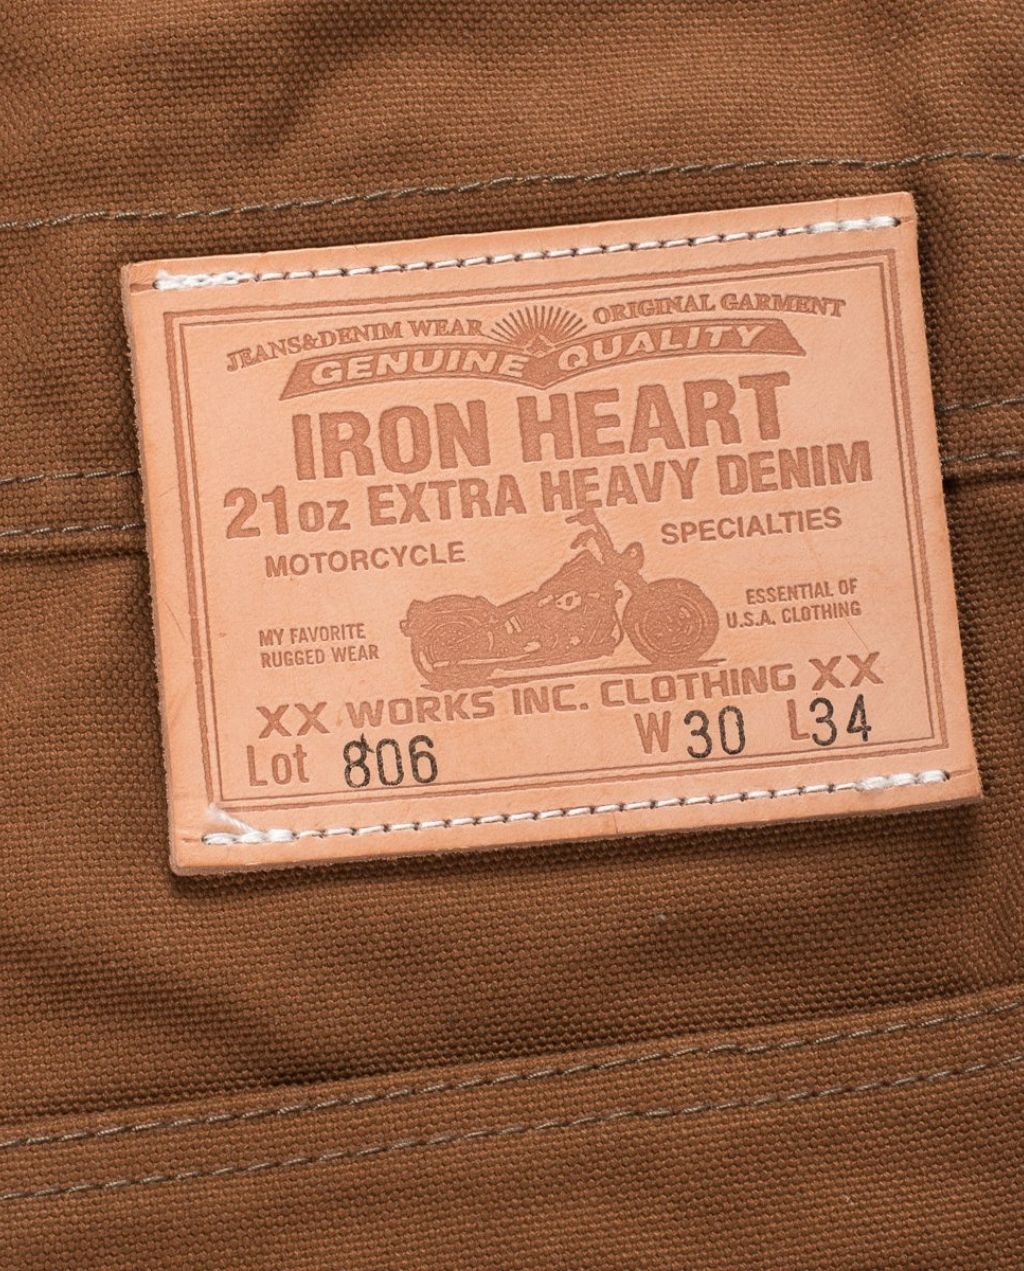 JEANS&DENIM WEAR ORIGINAL GARMENT
GENUINE QUALITY
IRON HEART
21oz EXTRA HEAVY DENIM
MOTORCYCLE SPECIALTIES
MY FAVORITE
RUGGED WEAR
ESSENTIAL OF
U.S.A. CLOTHING
XX WORKS INC. CLOTHING XX
Lot 806 W 30 L34